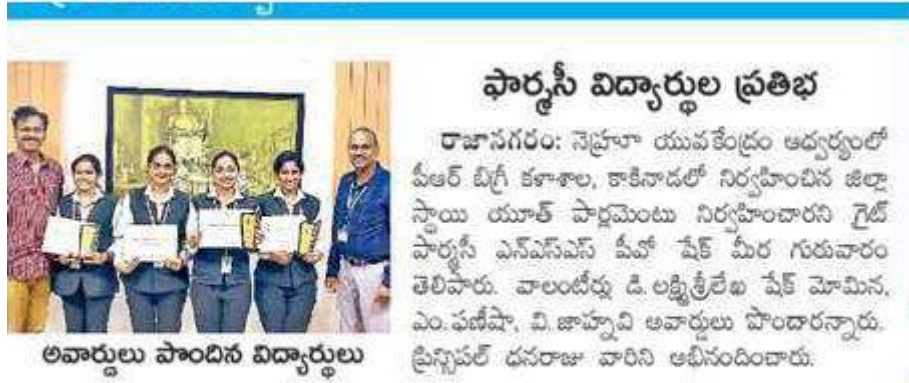 ఫార్మసీ విద్యార్థుల ప్రతిభ
రాజానగరం: నెహ్రూ యువకేంద్రం ఆధ్వర్యంలో
పీఆర్ బిగ్రీ కళాశాల, కాకినాడలో నిర్వహించిన జిల్లా
స్థాయి యూత్ పార్లమెంటు నిర్వహించారని గైట్
పార్మసీ ఎన్ఎస్ఎస్ పీవో షేక్ మీర గురువారం
తెలిపారు. వాలంటీర్లు డి.లక్ష్మిశ్రీలేఖ షేక్ మోమిన,
ఎం.ఫణీషా, వి.జాహ్నవి అవార్డులు పొందారన్నారు.
ప్రిన్సిపల్ ధనరాజు వారిని అభినందించారు.
అవార్డులు పొందిన విద్యార్థులు